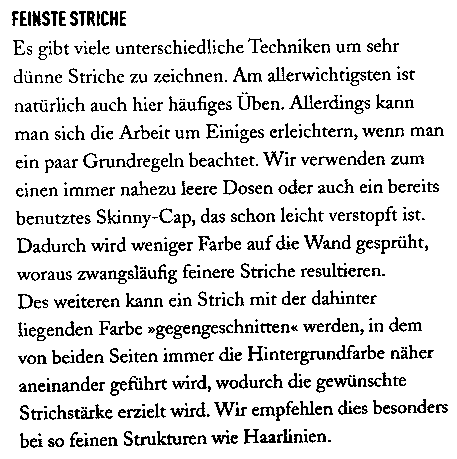 FEINSTE STRICHE
Es gibt viele unterschiedliche Techniken um sehr
dünne Striche zu zeichnen. Am allerwichtigsten ist
natürlich auch hier häufiges Üben. Allerdings kann
man sich die Arbeit um Einiges erleichtern, wenn man
ein paar Grundregeln beachtet. Wir verwenden zum
einen immer nahezu leere Dosen oder auch ein bereits
benutztes Skinny-Cap, das schon leicht verstopft ist.
Dadurch wird weniger Farbe auf die Wand gesprüht,
woraus zwangsläufig feinere Striche resultieren.
Des weiteren kann ein Strich mit der dahinter
liegenden Farbe »gegengeschnitten« werden, in dem
von beiden Seiten immer die Hintergrundfarbe näher
aneinander geführt wird, wodurch die gewünschte
Strichstärke erzielt wird. Wir empfehlen dies besonders
bei so feinen Strukturen wie Haarlinien.